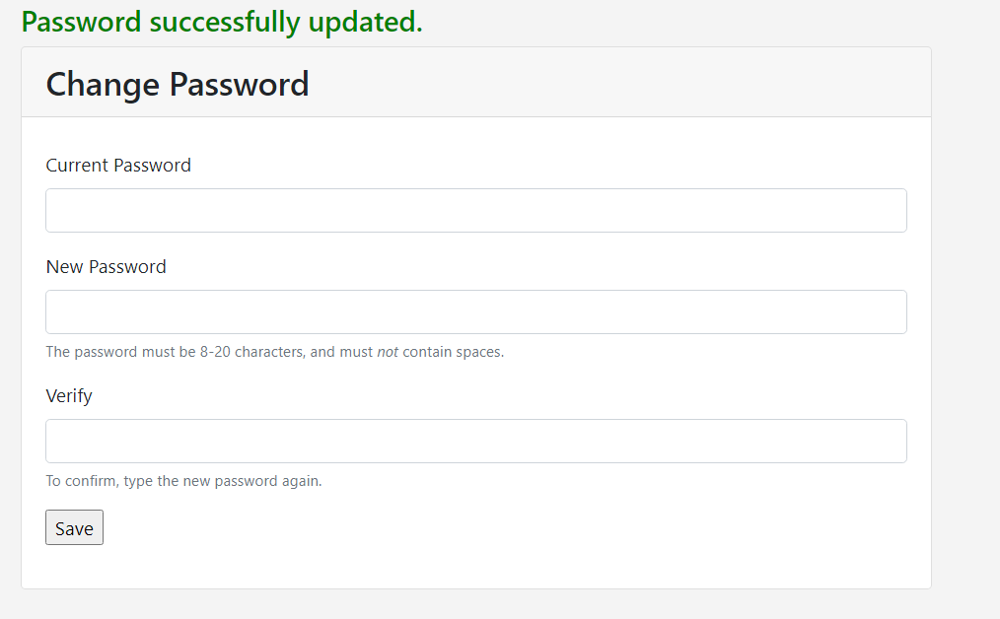 Password successfully updated.
Change Password
Current Password
New Password
The password must be 8-20 characters, and must not contain spaces.
Verify
To confirm, type the new password again.
Save